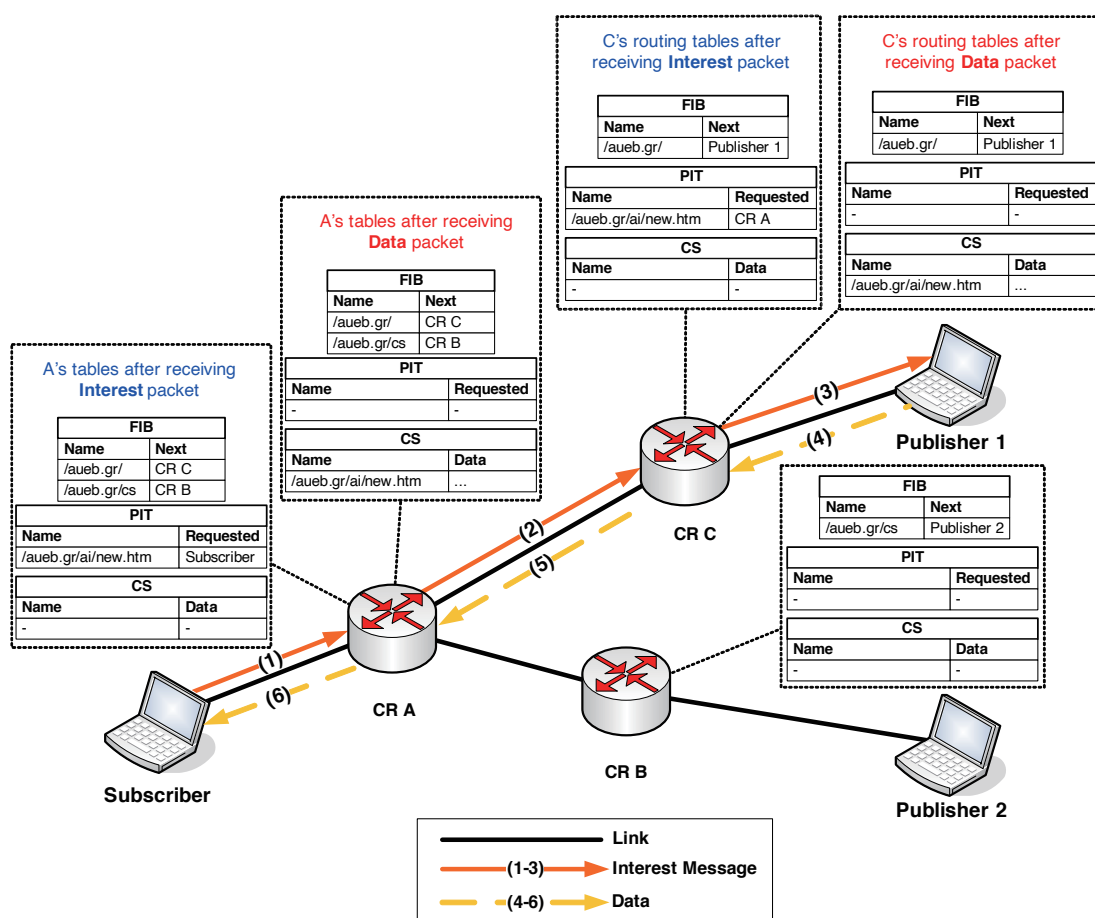 C's routing tables after
receiving Interest packet
FIB
Name Next
/aueb.gr/ Publisher 1
PIT
Name Requested
/aueb.gr/ai/new.htm CR A
CS
Name Data
- -
C's routing tables after
receiving Data packet
FIB
Name Next
/aueb.gr/ Publisher 1
PIT
Name Requested
- -
CS
Name Data
/aueb.gr/ai/new.htm ...
A's tables after receiving
Data packet
FIB
Name Next
/aueb.gr/ CR C
/aueb.gr/cs CR B
PIT
Name Requested
- -
CS
Name Data
/aueb.gr/ai/new.htm ...
A's tables after receiving
Interest packet
FIB
Name Next
/aueb.gr/ CR C
/aueb.gr/cs CR B
PIT
Name Requested
/aueb.gr/ai/new.htm Subscriber
CS
Name Data
- -
(3)
(4)
Publisher 1
CR C
(2)
(5)
FIB
Name Next
/aueb.gr/cs Publisher 2
PIT
Name Requested
- -
CS
Name Data
- -
(1)
(6)
CR A
CR B
Subscriber
Publisher 2
Link
(1-3) Interest Message
(4-6) Data